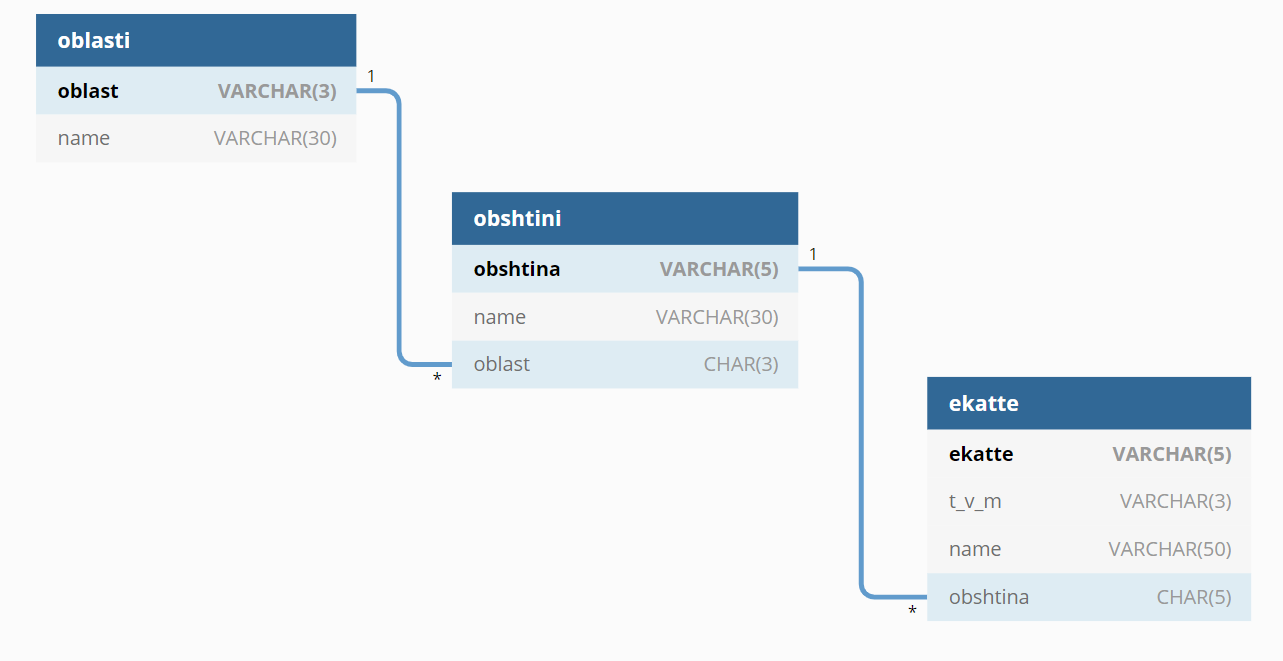 oblasti
oblast VARCHAR(3)
name VARCHAR(30)
1
*
obshtini
obshtina VARCHAR(5)
name VARCHAR(30)
oblast CHAR(3)
1
*
ekatte
ekatte VARCHAR(5)
t_v_m VARCHAR(3)
name VARCHAR(50)
obshtina CHAR(5)